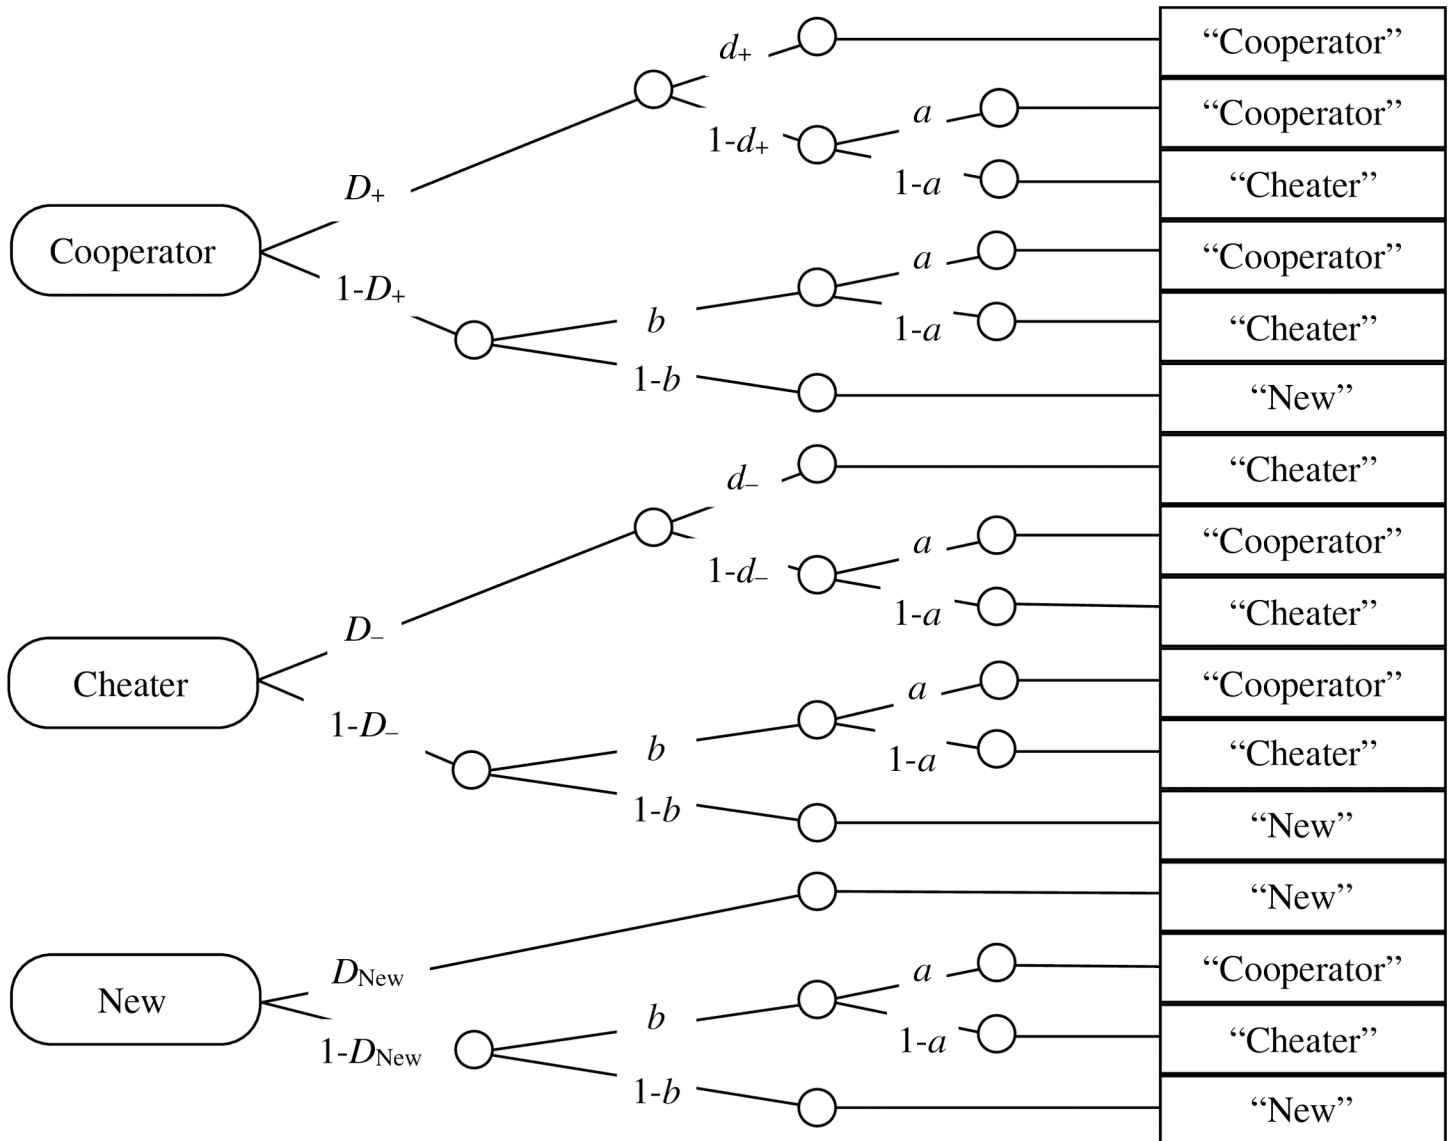 d+
“Cooperator”
a
“Cooperator”
1-d+
1-a
“Cheater”
D+
Cooperator
a
“Cooperator”
1-D+
b
1-a
“Cheater”
1-b
“New”
d–
“Cheater”
a
“Cooperator”
1-d–
1-a
“Cheater”
D–
Cheater
a
“Cooperator”
1-D–
b
1-a
“Cheater”
1-b
“New”
“New”
DNew
a
“Cooperator”
New
b
1-a
“Cheater”
1-DNew
1-b
“New”